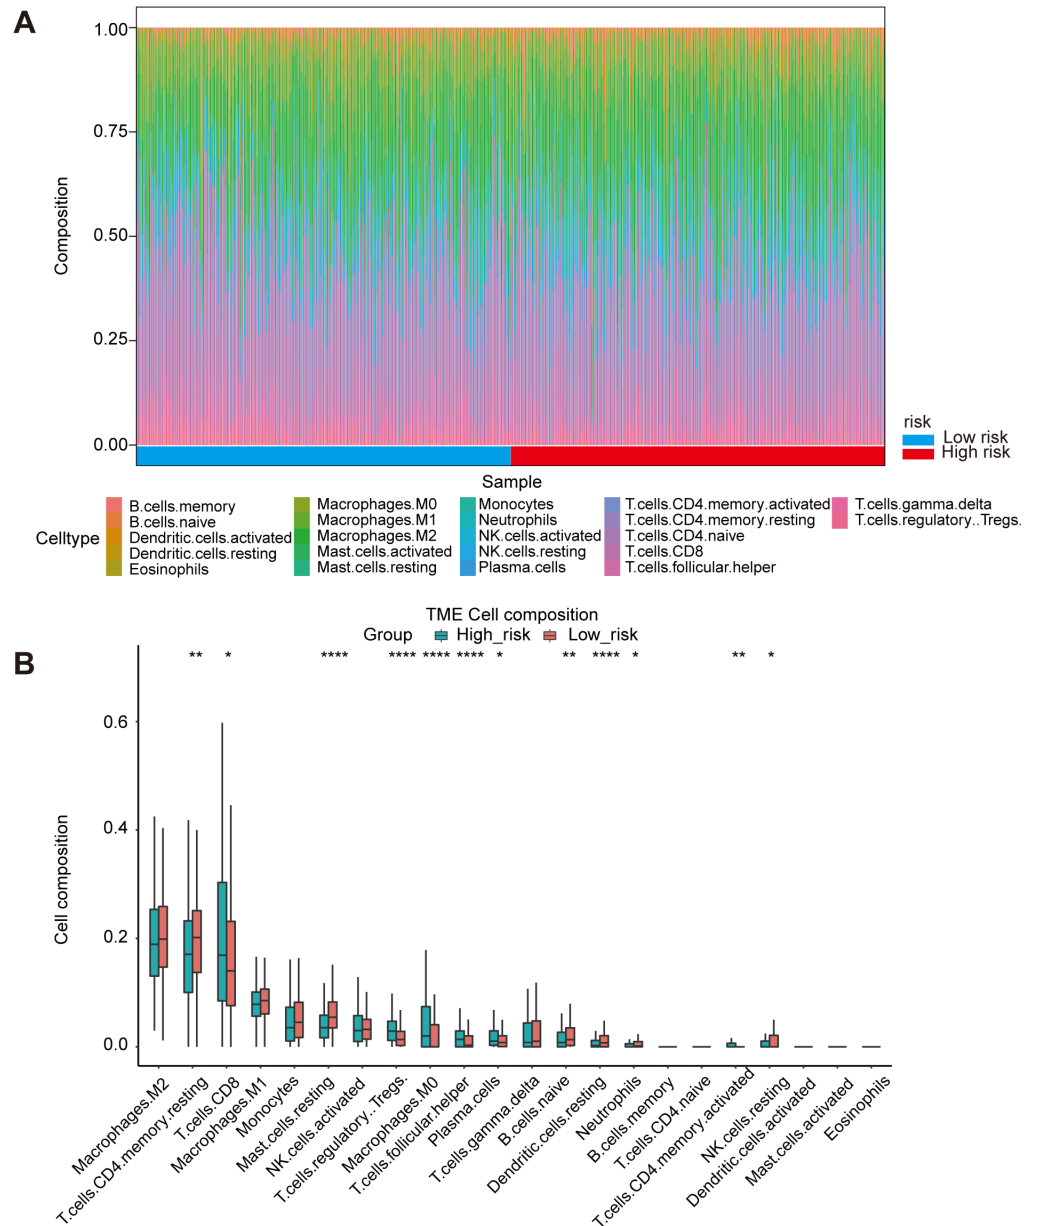 A
1.00
0.75
0.50
0.25
0.00
Composition
Sample
risk
Low risk
High risk
Celltype
B.cells.memory
B.cells.naive
Dendritic.cells.activated
Dendritic.cells.resting
Eosinophils
Macrophages.M0
Macrophages.M1
Macrophages.M2
Mast.cells.activated
Mast.cells.resting
Monocytes
Neutrophils
NK.cells.activated
NK.cells.resting
Plasma.cells
T.cells.CD4.memory.activated
T.cells.CD4.memory.resting
T.cells.CD4.naive
T.cells.CD8
T.cells.follicular.helper
T.cells.gamma.delta
T.cells.regulatory..Tregs.
TME Cell composition
Group High_risk Low_risk
B
** * **** **** **** **** * ** **** * ** *
0.6
0.4
0.2
0.0
Cell composition
Macrophages.M2
T.cells.CD4.memory.resting
T.cells.CD8
Macrophages.M1
Monocytes
Mast.cells.resting
NK.cells.activated
T.cells.regulatory..Tregs.
Macrophages.M0
T.cells.follicular.helper
Plasma.cells
T.cells.gamma.delta
B.cells.naive
Dendritic.cells.resting
Neutrophils
B.cells.memory
T.cells.CD4.naive
T.cells.CD4.memory.activated
NK.cells.resting
Dendritic.cells.activated
Mast.cells.activated
Eosinophils